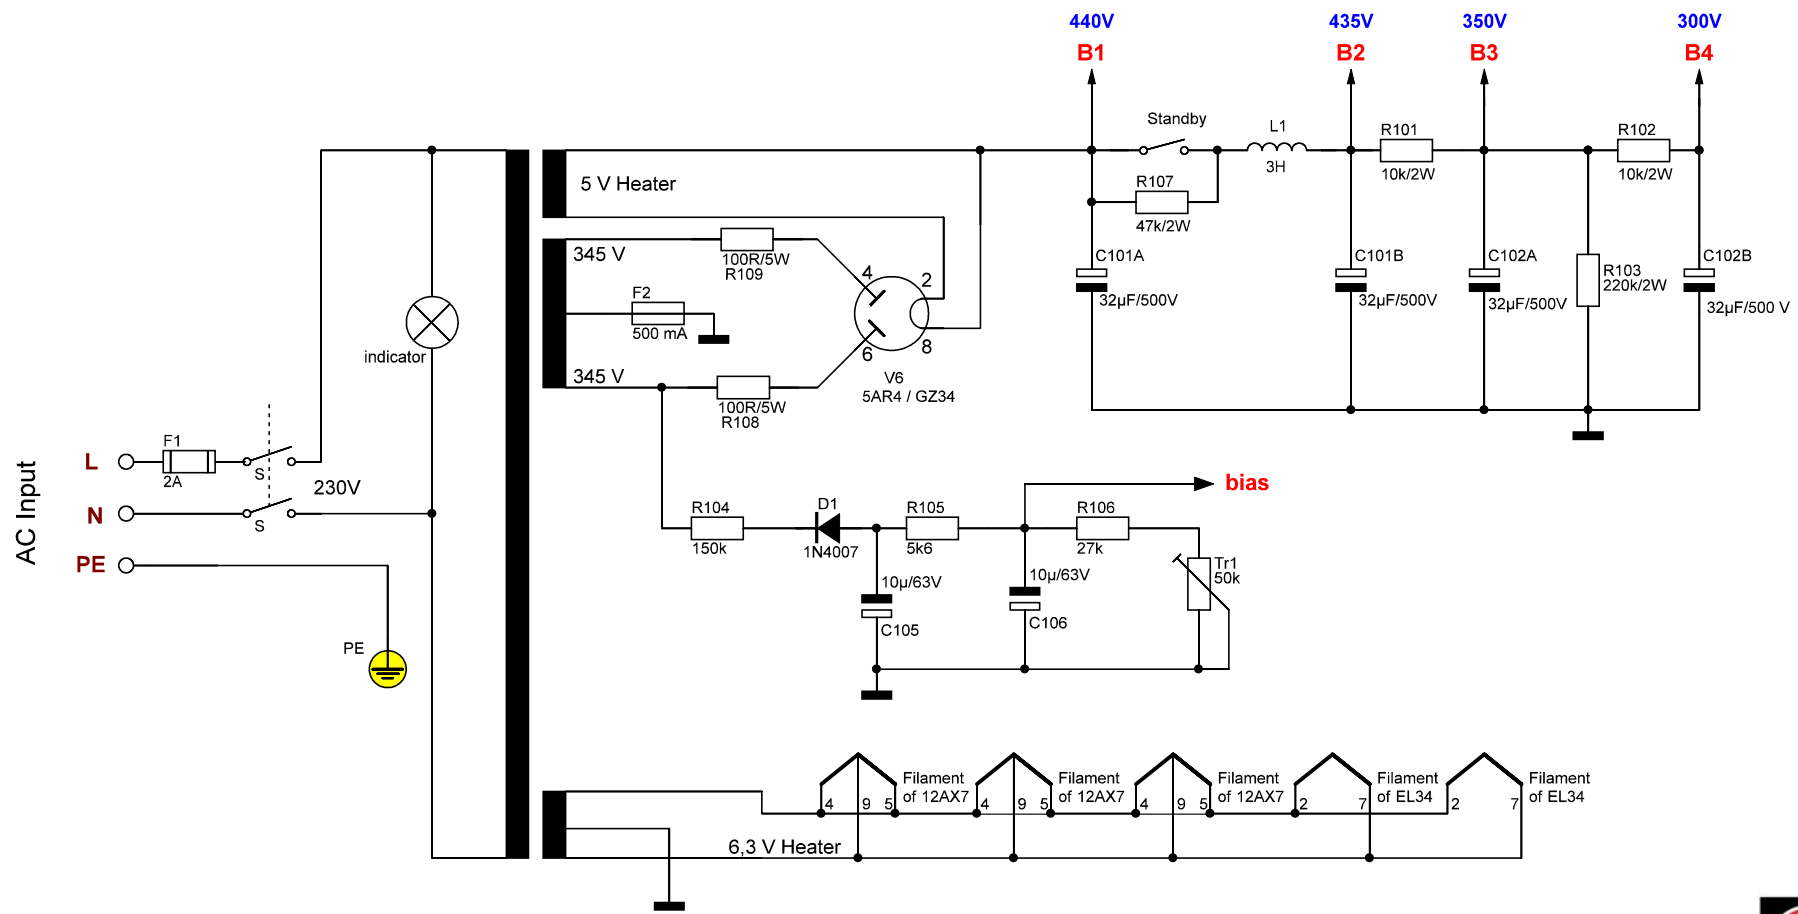 440V
435V
350V
300V
B1
B2
B3
B4
Standby
L1
3H
R101
10k/2W
R102
10k/2W
R107
47k/2W
5 V Heater
345 V
100R/5W
R109
F2
500 mA
345 V
100R/5W
R108
4
2
6
8
V6
5AR4 / GZ34
C101A
32µF/500V
C101B
32µF/500V
C102A
32µF/500V
R103
220k/2W
C102B
32µF/500 V
indicator
AC Input
L
F1
2A
S
230V
N
S
PE
PE
bias
R104
150k
D1
1N4007
R105
5k6
R106
27k
10µ/63V
C105
10µ/63V
C106
Tr1
50k
6,3 V Heater
4 9 5
Filament
of 12AX7
4 9 5
Filament
of 12AX7
4 9 5
Filament
of 12AX7
2 7
Filament
of EL34
2 7
Filament
of EL34